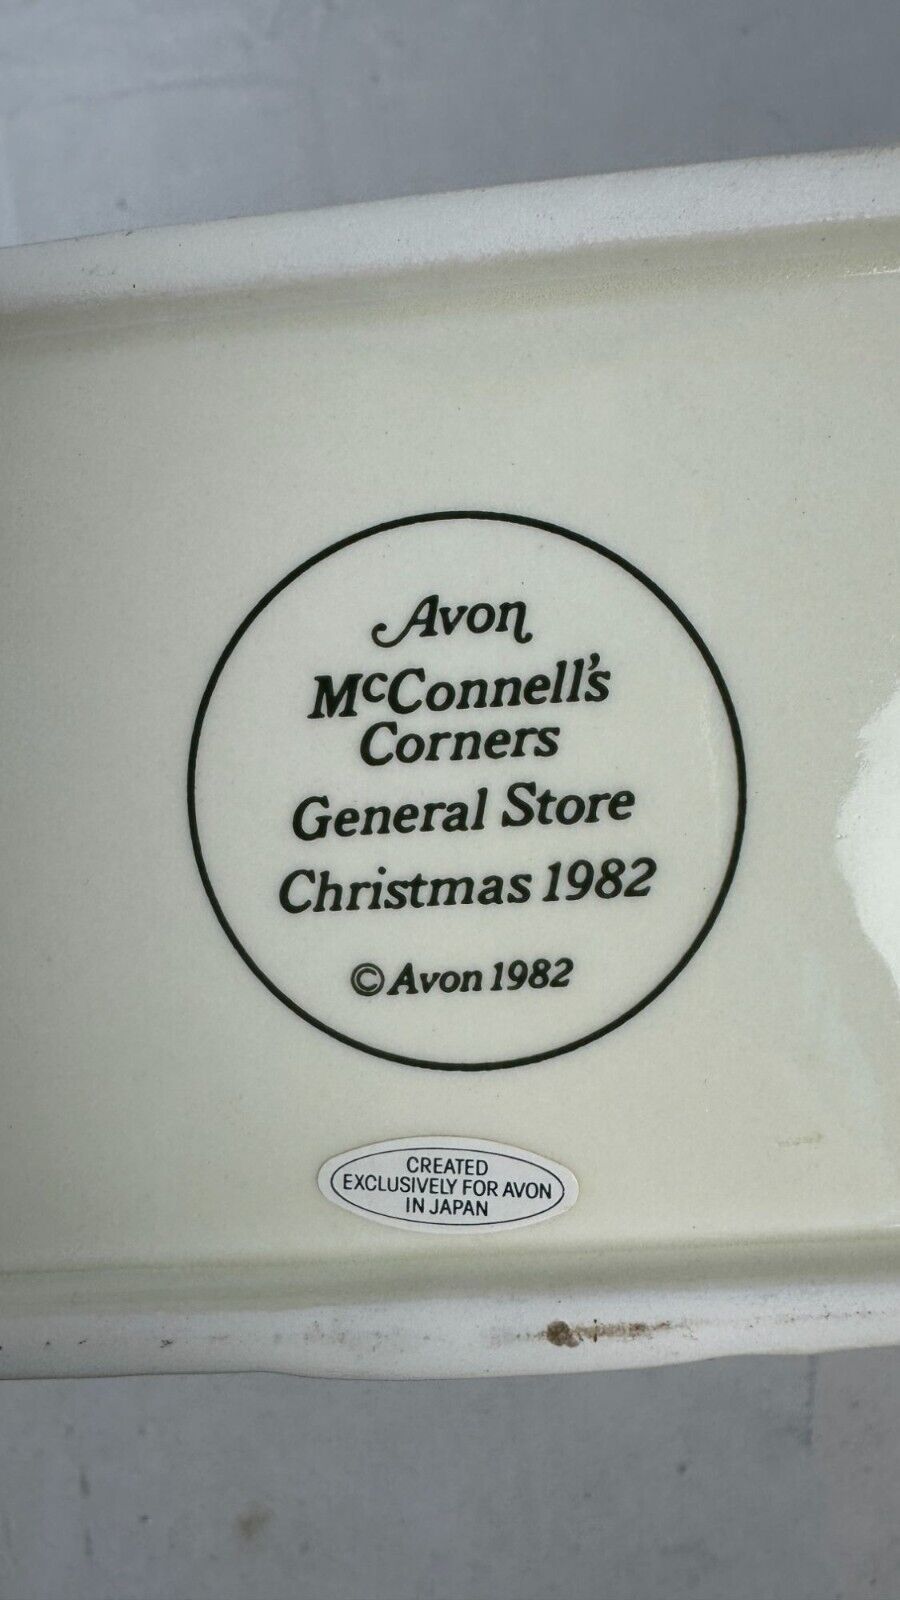 Avon
McConnell's
Corners
General Store
Christmas 1982
© Avon 1982
CREATED
EXCLUSIVELY FOR AVON
IN JAPAN